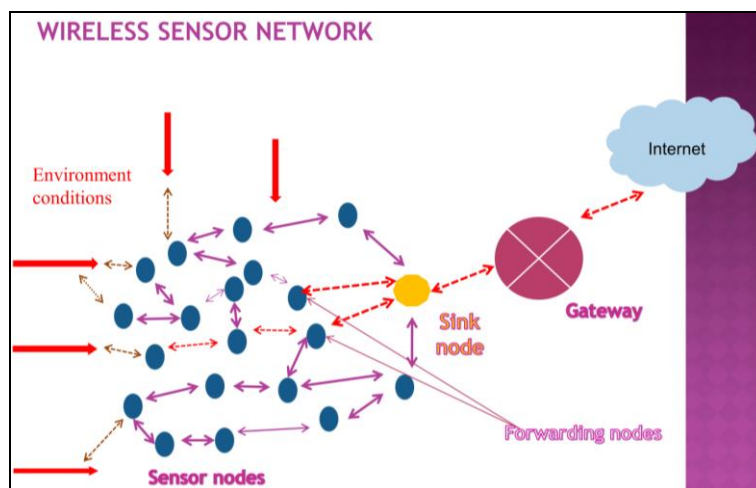 WIRELESS SENSOR NETWORK
Internet
Environment
conditions
Gateway
Sink
node
Forwarding nodes
Sensor nodes